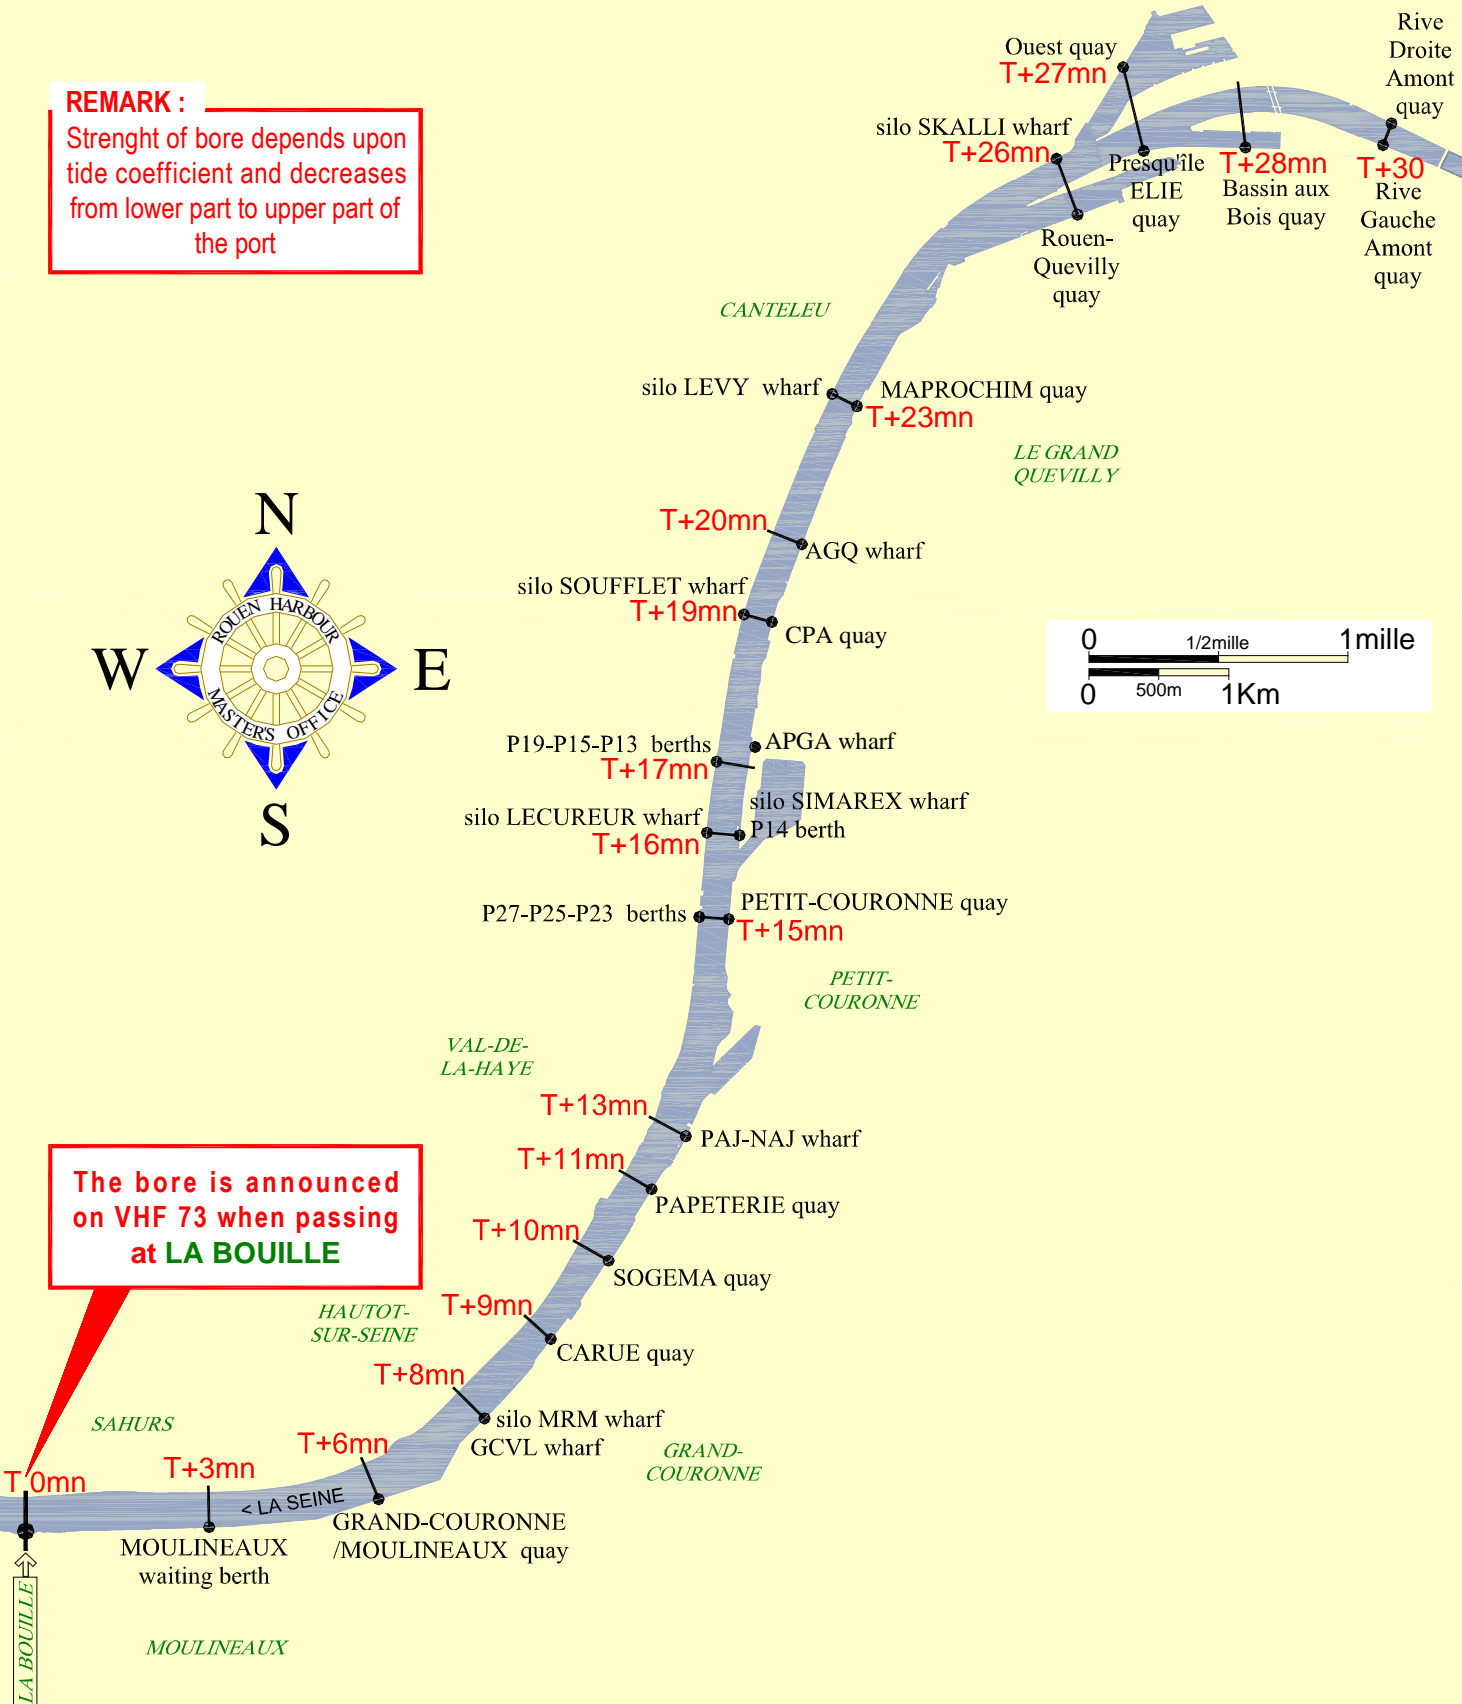 REMARK :
Strenght of bore depends upon
tide coefficient and decreases
from lower part to upper part of
the port
Ouest quay
T+27mn
Rive
Droite
Amont
quay
silo SKALLI wharf
T+26mn
Presqu'île
ELIE
quay
T+28mn
Bassin aux
Bois quay
T+30
Rive
Gauche
Amont
quay
Rouen-
Quevilly
quay
CANTELEU
silo LEVY wharf
MAPROCHIM quay
T+23mn
LE GRAND
QUEVILLY
N
W
E
S
ROUEN HARBOUR
MASTER'S OFFICE
T+20mn
AGQ wharf
silo SOUFFLET wharf
T+19mn
CPA quay
0 1/2mille 1mille
0 500m 1Km
P19-P15-P13 berths
T+17mn
APGA wharf
silo LECUREUR wharf
T+16mn
silo SIMAREX wharf
P14 berth
P27-P25-P23 berths
PETIT-COURONNE quay
T+15mn
PETIT-
COURONNE
VAL-DE-
LA-HAYE
T+13mn
PAJ-NAJ wharf
T+11mn
PAPETERIE quay
The bore is announced
on VHF 73 when passing
at LA BOUILLE
T+10mn
SOGEMA quay
HAUTOT-
SUR-SEINE
T+9mn
CARUE quay
T+8mn
silo MRM wharf
GCVL wharf
GRAND-
COURONNE
SAHURS
T+6mn
T 0mn
T+3mn
< LA SEINE
GRAND-COURONNE
/MOULINEAUX quay
MOULINEAUX
waiting berth
LA BOUILLE
MOULINEAUX